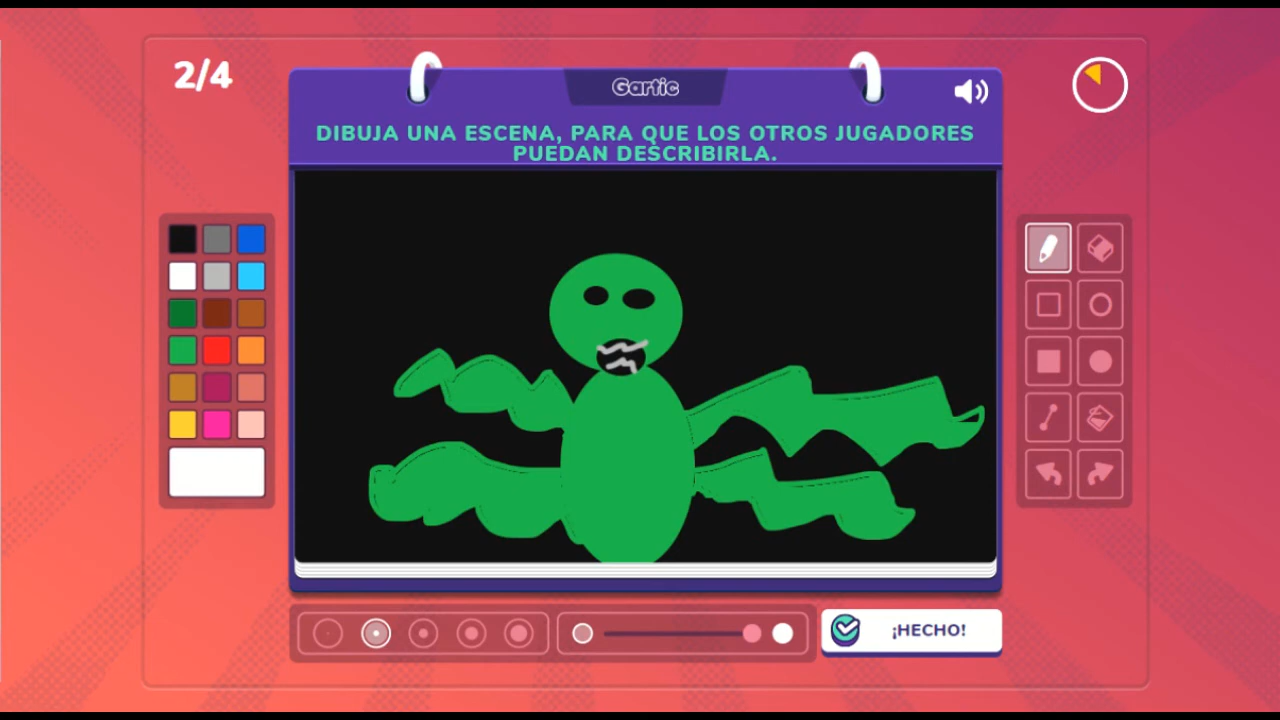 2/4
Gartic
DIBUJA UNA ESCENA, PARA QUE LOS OTROS JUGADORES
PUEDAN DESCRIBIRLA.
¡HECHO!